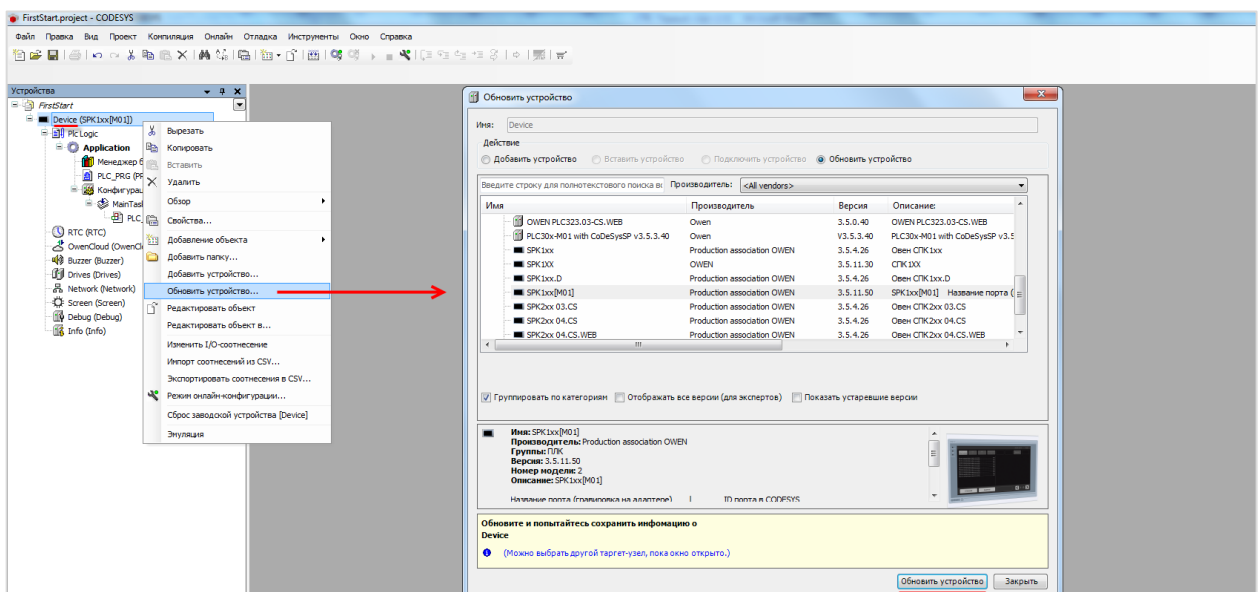 FirstStart.project - CODESYS
Файл Правка Вид Проект Компиляция Онлайн Отладка Инструменты Окно Справка
Устройства
FirstStart
Device (SPK1xx[M01])
Plc Logic
Application
Менеджер б
PLC_PRG (PR
Конфигурац
MainTask
PLC_
RTC (RTC)
OwenCloud (OwenCl
Buzzer (Buzzer)
Drives (Drives)
Network (Network)
Screen (Screen)
Debug (Debug)
Info (Info)
Вырезать
Копировать
Вставить
Удалить
Обзор
Свойства...
Добавление объекта
Добавить папку...
Добавить устройство...
Обновить устройство...
Редактировать объект
Редактировать объект в...
Изменить I/O-соотнесение
Импорт соотнесений из CSV...
Экспортировать соотнесения в CSV...
Режим онлайн-конфигурации...
Сброс заводской устройства [Device]
Эмуляция
Обновить устройство
Имя: Device
Действие
Добавить устройство Вставить устройство Подключить устройство Обновить устройство
Введите строку для полнотекстового поиска во Производитель: <All vendors>
Имя Производитель Версия Описание:
OWEN PLC323.03-CS.WEB Owen 3.5.0.40 OWEN PLC323.03-CS.WEB
PLC30x-M01 with CoDeSysSP v3.5.3.40 Owen V3.5.3.40 PLC30x-M01 with CoDeSysSP v3.5
SPK1xx Production association OWEN 3.5.4.26 Овен СПК1xx
SPK1XX OWEN 3.5.11.30 СПК1XX
SPK1xx.D Production association OWEN 3.5.4.26 Овен СПК1xx.D
SPK1xx[M01] Production association OWEN 3.5.11.50 SPK1xx[M01] Название порта (
SPK2xx 03.CS Production association OWEN 3.5.4.26 Овен СПК2xx 03.CS
SPK2xx 04.CS Production association OWEN 3.5.4.26 Овен СПК2xx 04.CS
SPK2xx 04.CS.WEB Production association OWEN 3.5.4.26 Овен СПК2xx 04.CS.WEB
Группировать по категориям Отображать все версии (для экспертов) Показать устаревшие версии
Имя: SPK1xx[M01]
Производитель: Production association OWEN
Группы: ПЛК
Версия: 3.5.11.50
Номер модели: 2
Описание: SPK1xx[M01]
Название порта (гравировка на адаптере) | ID порта в CODESYS
Обновите и попытайтесь сохранить инфомацию о
Device
(Можно выбрать другой таргет-узел, пока окно открыто.)
Обновить устройство Закрыть